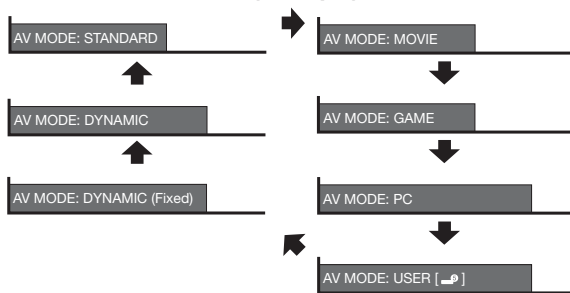 AV MODE: STANDARD
AV MODE: MOVIE
AV MODE: GAME
AV MODE: PC
AV MODE: USER [ ]
AV MODE: DYNAMIC (Fixed)
AV MODE: DYNAMIC